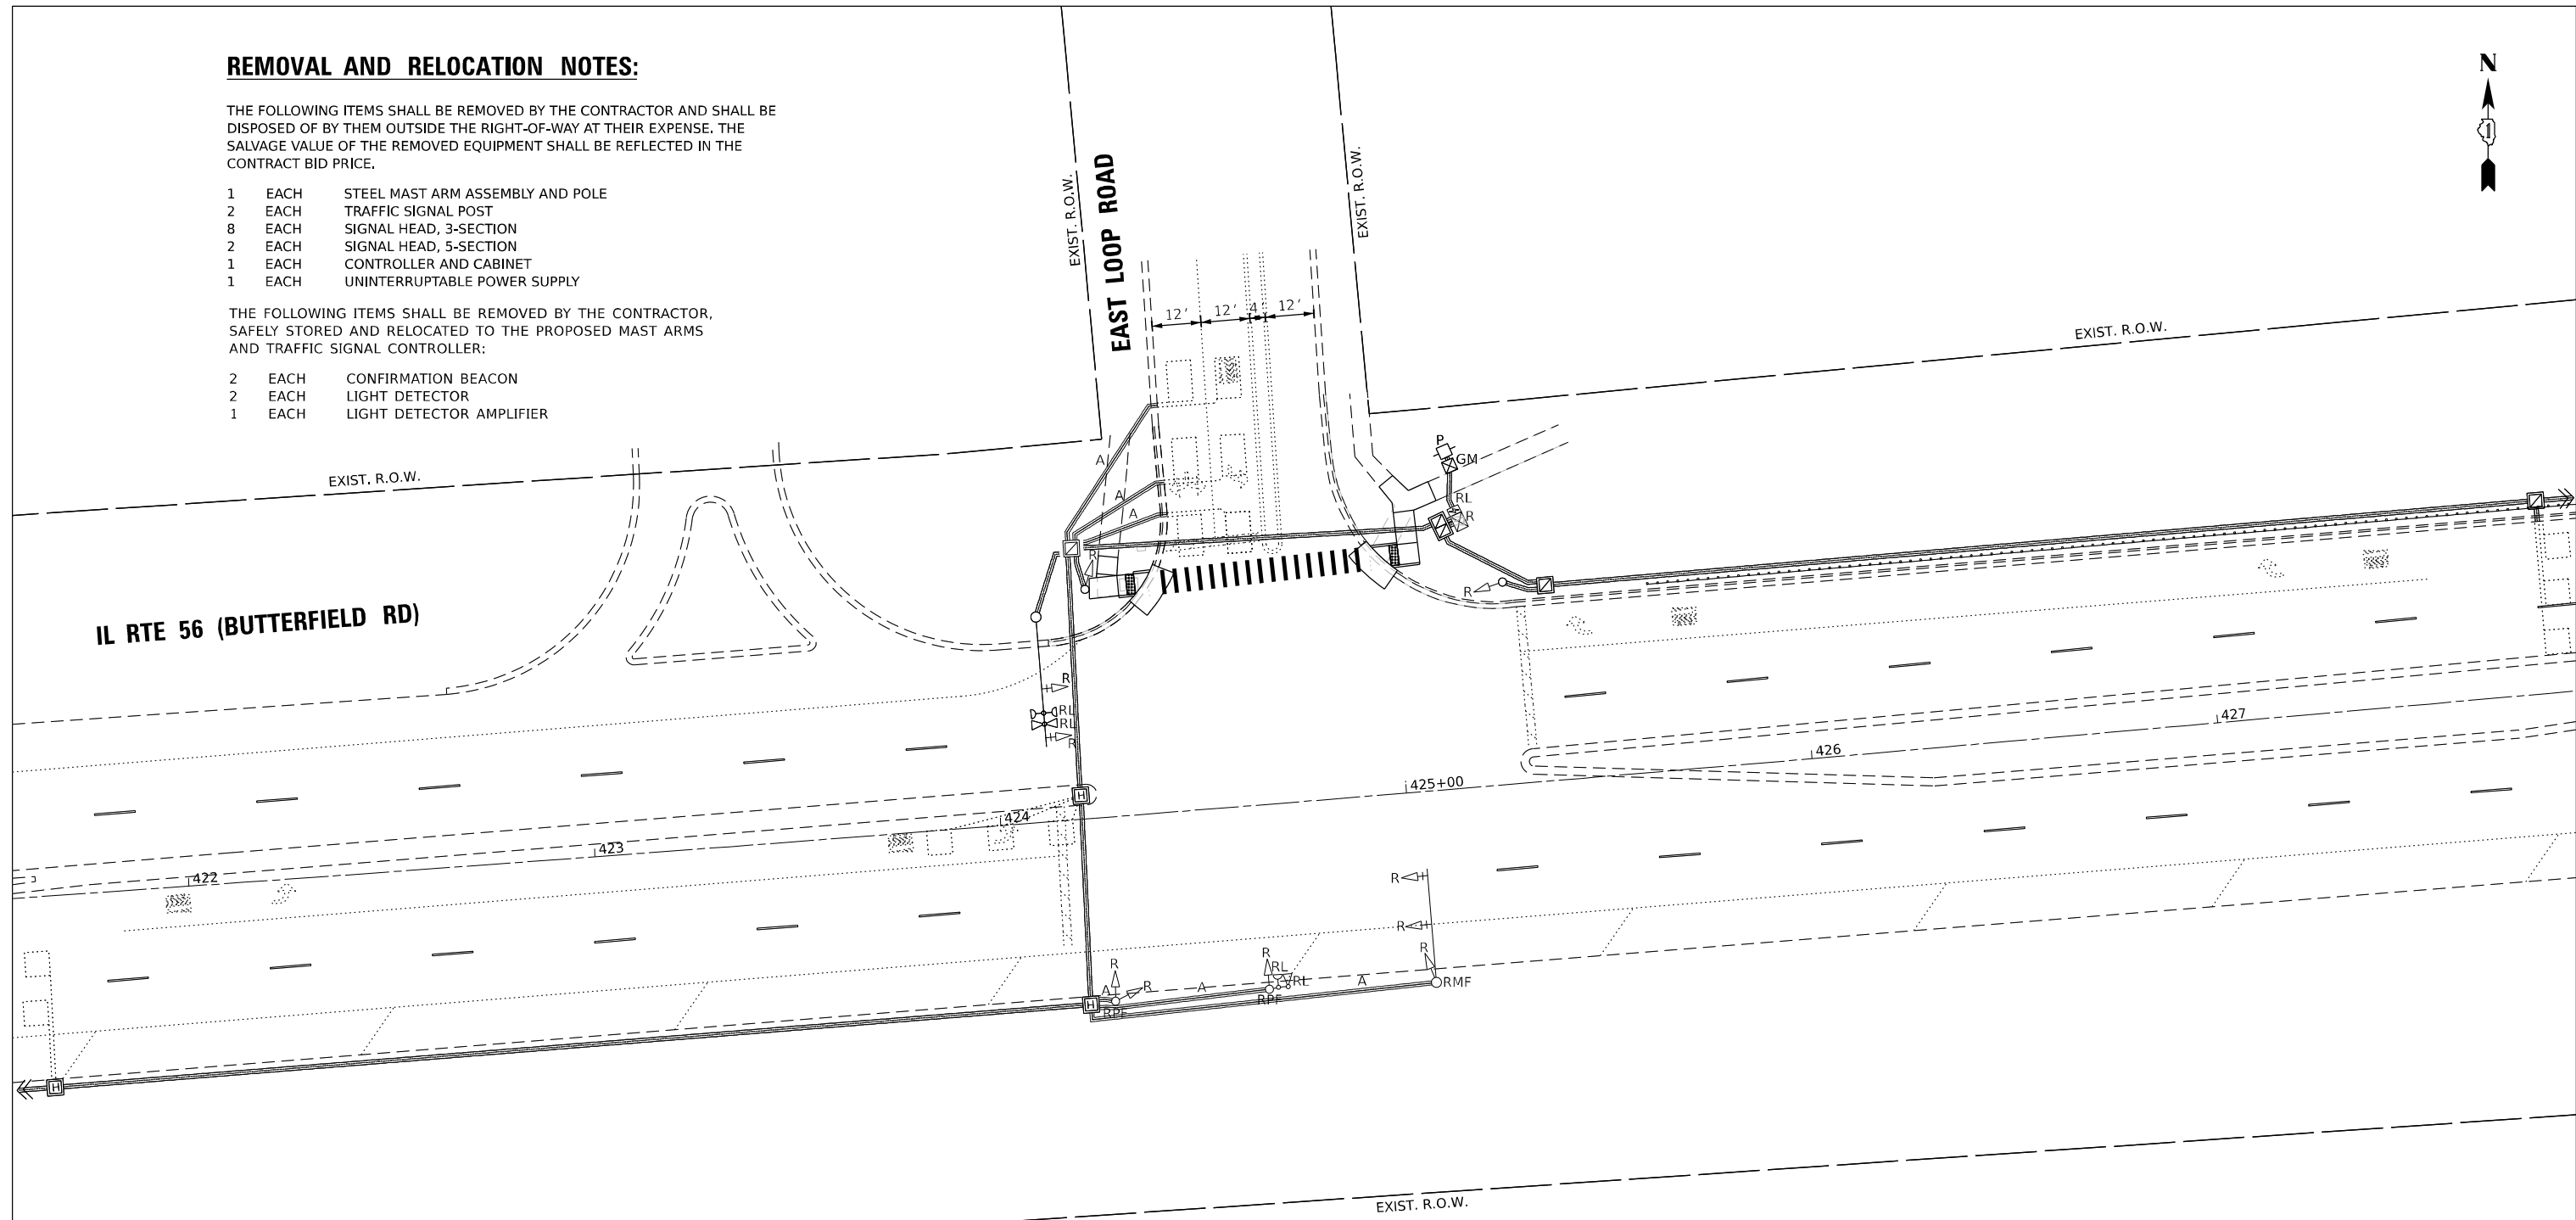 REMOVAL AND RELOCATION NOTES:
THE FOLLOWING ITEMS SHALL BE REMOVED BY THE CONTRACTOR AND SHALL BE
DISPOSED OF BY THEM OUTSIDE THE RIGHT-OF-WAY AT THEIR EXPENSE. THE
SALVAGE VALUE OF THE REMOVED EQUIPMENT SHALL BE REFLECTED IN THE
CONTRACT BID PRICE.
1 EACH STEEL MAST ARM ASSEMBLY AND POLE
2 EACH TRAFFIC SIGNAL POST
8 EACH SIGNAL HEAD, 3-SECTION
2 EACH SIGNAL HEAD, 5-SECTION
1 EACH CONTROLLER AND CABINET
1 EACH UNINTERRUPTABLE POWER SUPPLY
THE FOLLOWING ITEMS SHALL BE REMOVED BY THE CONTRACTOR,
SAFELY STORED AND RELOCATED TO THE PROPOSED MAST ARMS
AND TRAFFIC SIGNAL CONTROLLER:
2 EACH CONFIRMATION BEACON
2 EACH LIGHT DETECTOR
1 EACH LIGHT DETECTOR AMPLIFIER
N
1
EXIST. R.O.W.
EAST LOOP ROAD
EXIST. R.O.W.
12' 12' 4' 12'
EXIST. R.O.W.
EXIST. R.O.W.
P
GM
RL
R
A
A
A
R
R
IL RTE 56 (BUTTERFIELD RD)
R
RL
RL
R
H
427
426
425+00
424
423
422
R
R
R
R
R
R
RL
RL
A
A
A
RPF
RPF
RMF
H
H
EXIST. R.O.W.